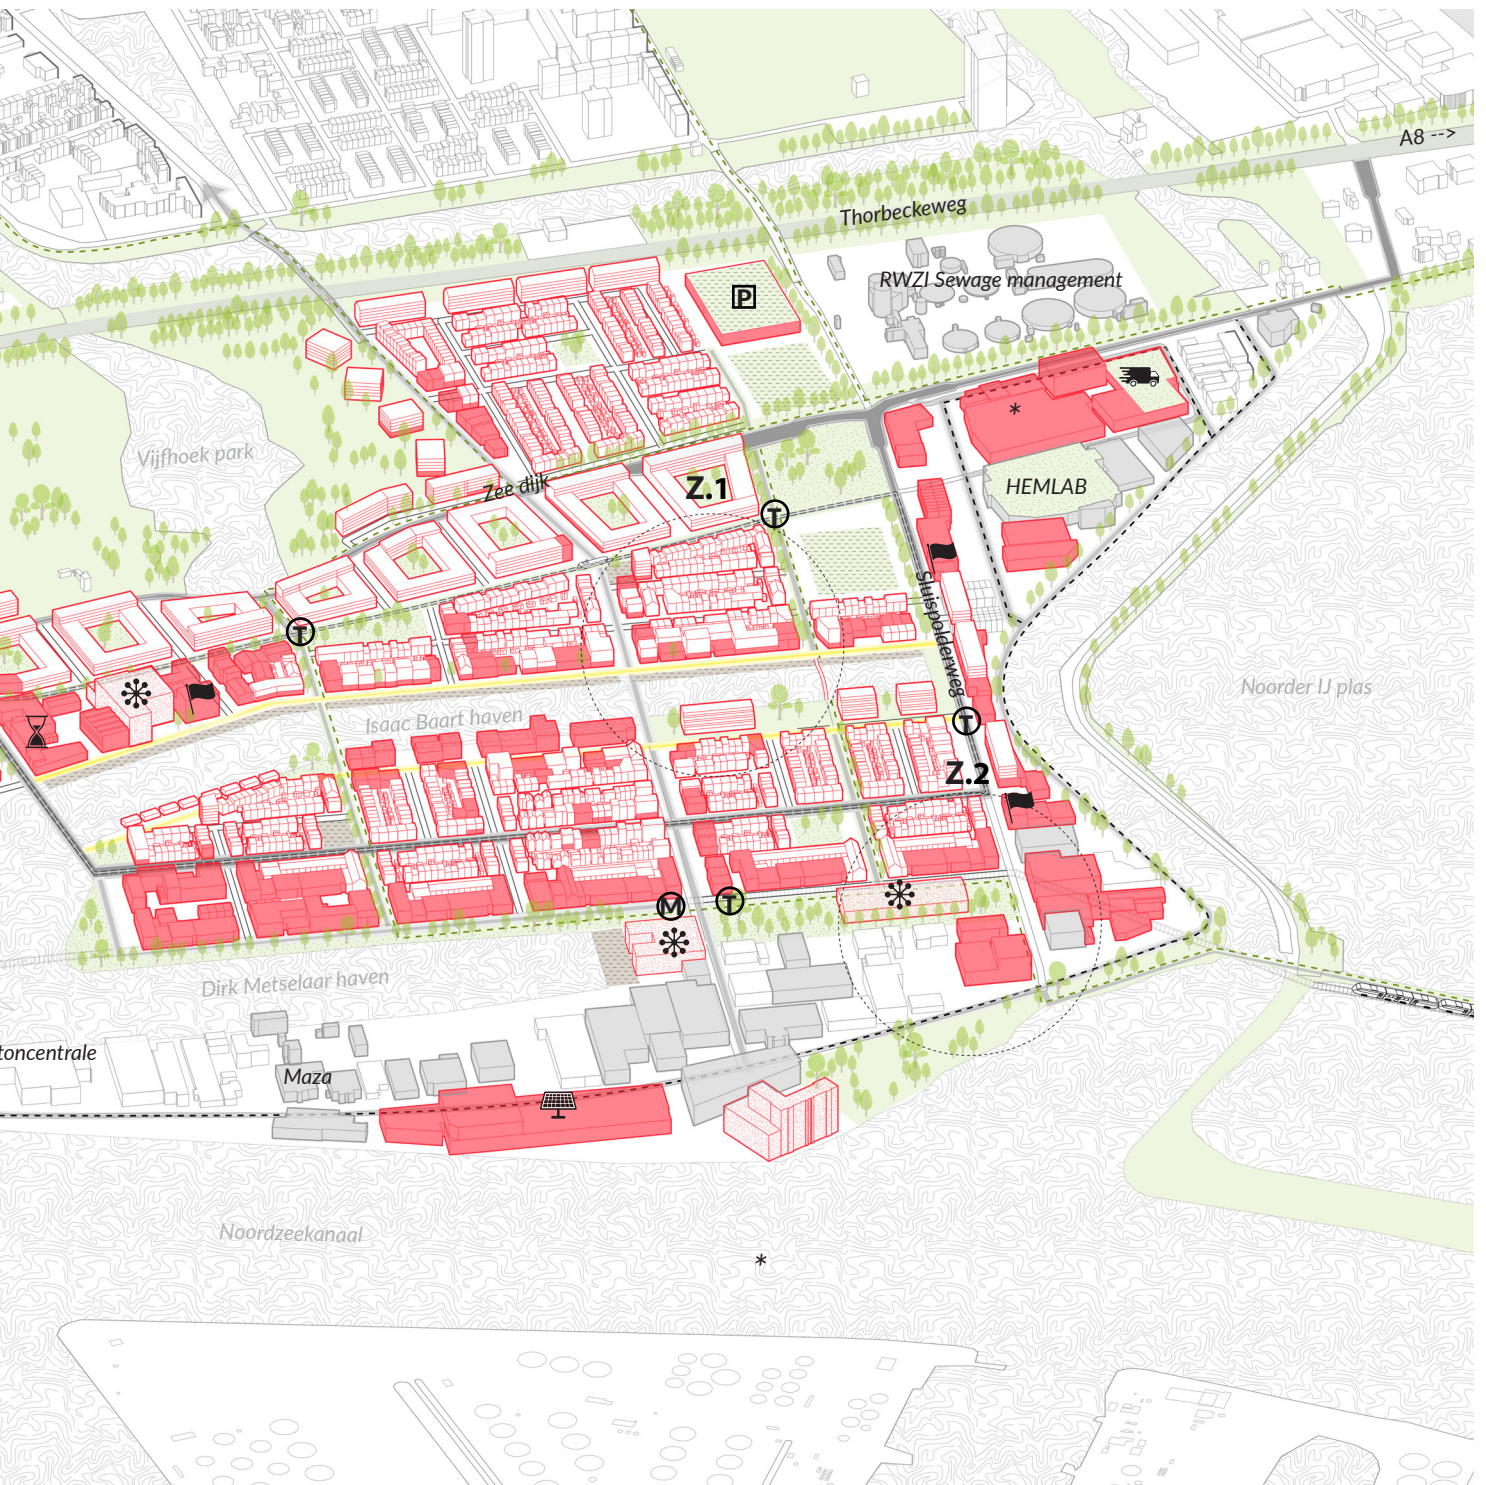 A8 -->
Thorbeckeweg
RWZI Sewage management
P
*
Vijfhoek park
Zee dijk
Z.1
HEMLAB
T
Sluispolderweg
T
Noorder IJ plas
Isaac Baart haven
T
Z.2
M
T
Dirk Metselaar haven
toncentrale
Maza
Noordzeekanaal
*